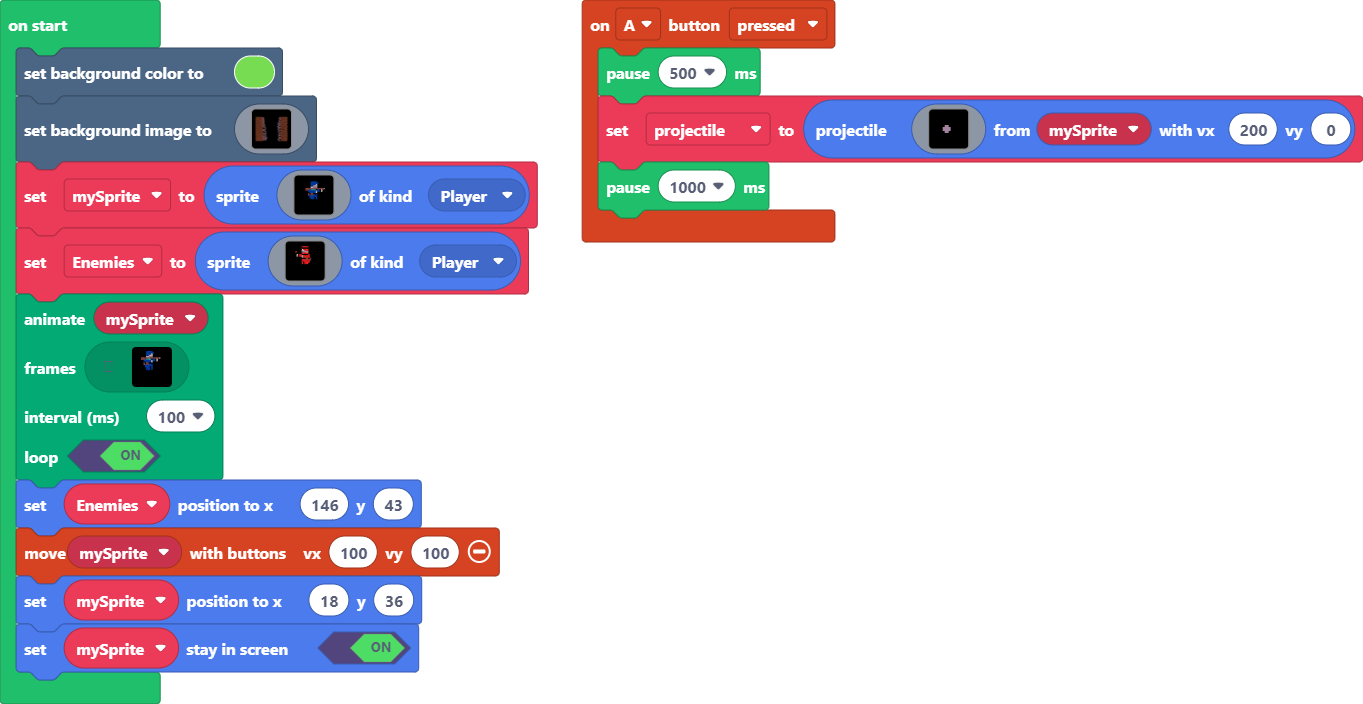 on start
set background color to
set background image to
set mySprite to sprite of kind Player
set Enemies to sprite of kind Player
animate mySprite
frames
interval (ms) 100
loop ON
set Enemies position to x 146 y 43
move mySprite with buttons vx 100 vy 100
set mySprite position to x 18 y 36
set mySprite stay in screen ON
on A button pressed
pause 500 ms
set projectile to projectile from mySprite with vx 200 vy 0
pause 1000 ms